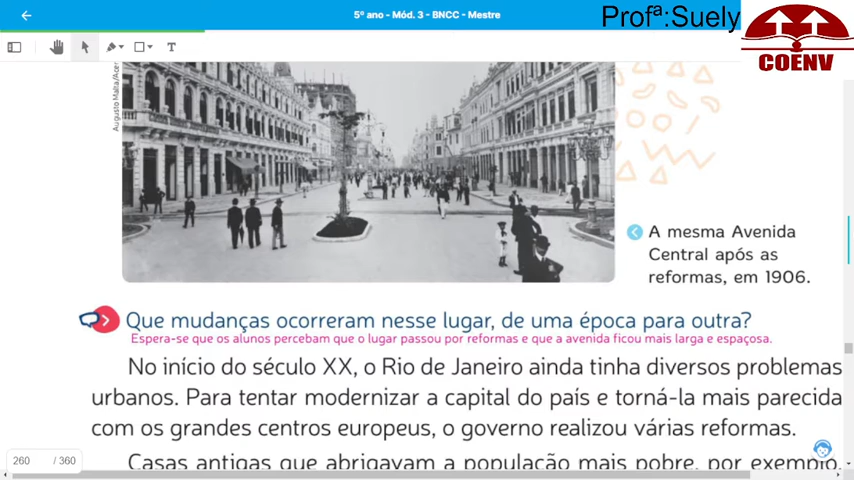 5º ano - Mód. 3 - BNCC - Mestre
Profª:Suely
COENV
T
Augusto Malta/Acer
A mesma Avenida
Central após as
reformas, em 1906.
Que mudanças ocorreram nesse lugar, de uma época para outra?
Espera-se que os alunos percebam que o lugar passou por reformas e que a avenida ficou mais larga e espaçosa.
No início do século XX, o Rio de Janeiro ainda tinha diversos problemas
urbanos. Para tentar modernizar a capital do país e torná-la mais parecida
com os grandes centros europeus, o governo realizou várias reformas.
Casas antigas que abrigavam a população mais pobre, por exemplo,
260 / 360